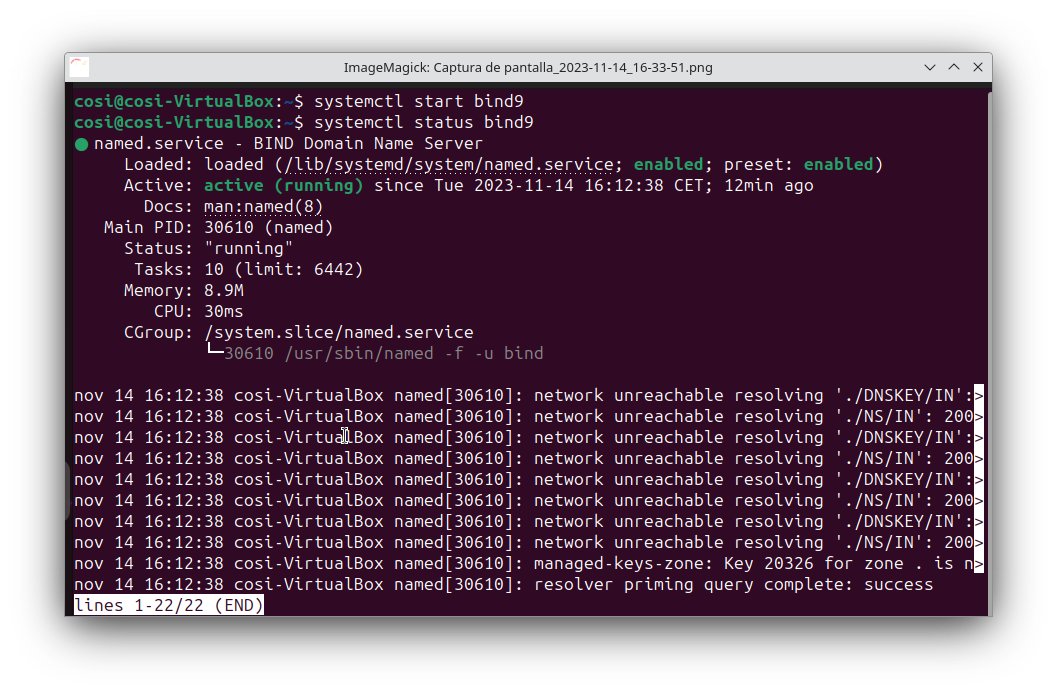 ImageMagick: Captura de pantalla_2023-11-14_16-33-51.png
cosi@cosi-VirtualBox:~$ systemctl start bind9
cosi@cosi-VirtualBox:~$ systemctl status bind9
● named.service - BIND Domain Name Server
     Loaded: loaded (/lib/systemd/system/named.service; enabled; preset: enabled)
     Active: active (running) since Tue 2023-11-14 16:12:38 CET; 12min ago
       Docs: man:named(8)
   Main PID: 30610 (named)
     Status: "running"
      Tasks: 10 (limit: 6442)
     Memory: 8.9M
        CPU: 30ms
     CGroup: /system.slice/named.service
             └─30610 /usr/sbin/named -f -u bind
nov 14 16:12:38 cosi-VirtualBox named[30610]: network unreachable resolving './DNSKEY/IN':>
nov 14 16:12:38 cosi-VirtualBox named[30610]: network unreachable resolving './NS/IN': 200>
nov 14 16:12:38 cosi-VirtualBox named[30610]: network unreachable resolving './DNSKEY/IN':>
nov 14 16:12:38 cosi-VirtualBox named[30610]: network unreachable resolving './NS/IN': 200>
nov 14 16:12:38 cosi-VirtualBox named[30610]: network unreachable resolving './DNSKEY/IN':>
nov 14 16:12:38 cosi-VirtualBox named[30610]: network unreachable resolving './NS/IN': 200>
nov 14 16:12:38 cosi-VirtualBox named[30610]: network unreachable resolving './DNSKEY/IN':>
nov 14 16:12:38 cosi-VirtualBox named[30610]: network unreachable resolving './NS/IN': 200>
nov 14 16:12:38 cosi-VirtualBox named[30610]: managed-keys-zone: Key 20326 for zone . is n>
nov 14 16:12:38 cosi-VirtualBox named[30610]: resolver priming query complete: success
lines 1-22/22 (END)